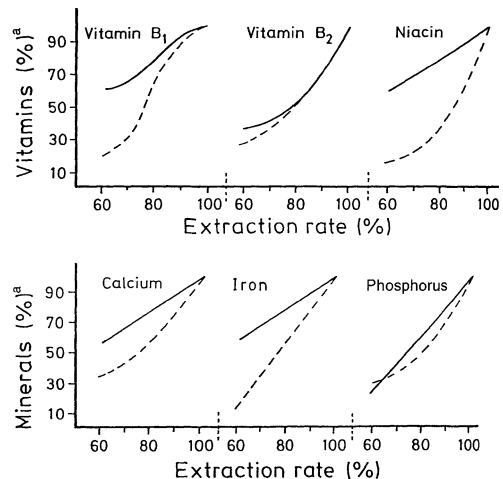 Vitamin B1 Vitamin B2 Niacin
Vitamins (%)a
90
70
50
30
10
60 80 100 60 80 100 60 80 100
Extraction rate (%) Extraction rate (%)
Calcium Iron Phosphorus
Minerals (%)a
90
70
50
30
10
60 80 100 60 80 100 60 80 100
Extraction rate (%)